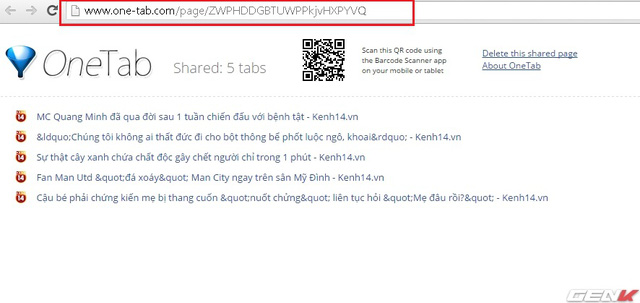 www.one-tab.com/page/ZWPHDDGBTUWPPkjvHXPYVQ
OneTab
Shared: 5 tabs
Scan this QR code using
the Barcode Scanner app
on your mobile or tablet
Delete this shared page
About OneTab
MC Quang Minh đã qua đời sau 1 tuần chiến đấu với bệnh tật - Kenh14.vn
&ldquo;Chúng tôi không ai thất đức đi cho bột thông bể phốt luộc ngô, khoai&rdquo; - Kenh14.vn
Sự thật cây xanh chứa chất độc gây chết người chỉ trong 1 phút - Kenh14.vn
Fan Man Utd &quot;đá xoáy&quot; Man City ngay trên sân Mỹ Đình - Kenh14.vn
Cậu bé phải chứng kiến mẹ bị thang cuốn &quot;nuốt chửng&quot; liên tục hỏi &quot;Mẹ đâu rồi?&quot; - Kenh14.vn
GENK